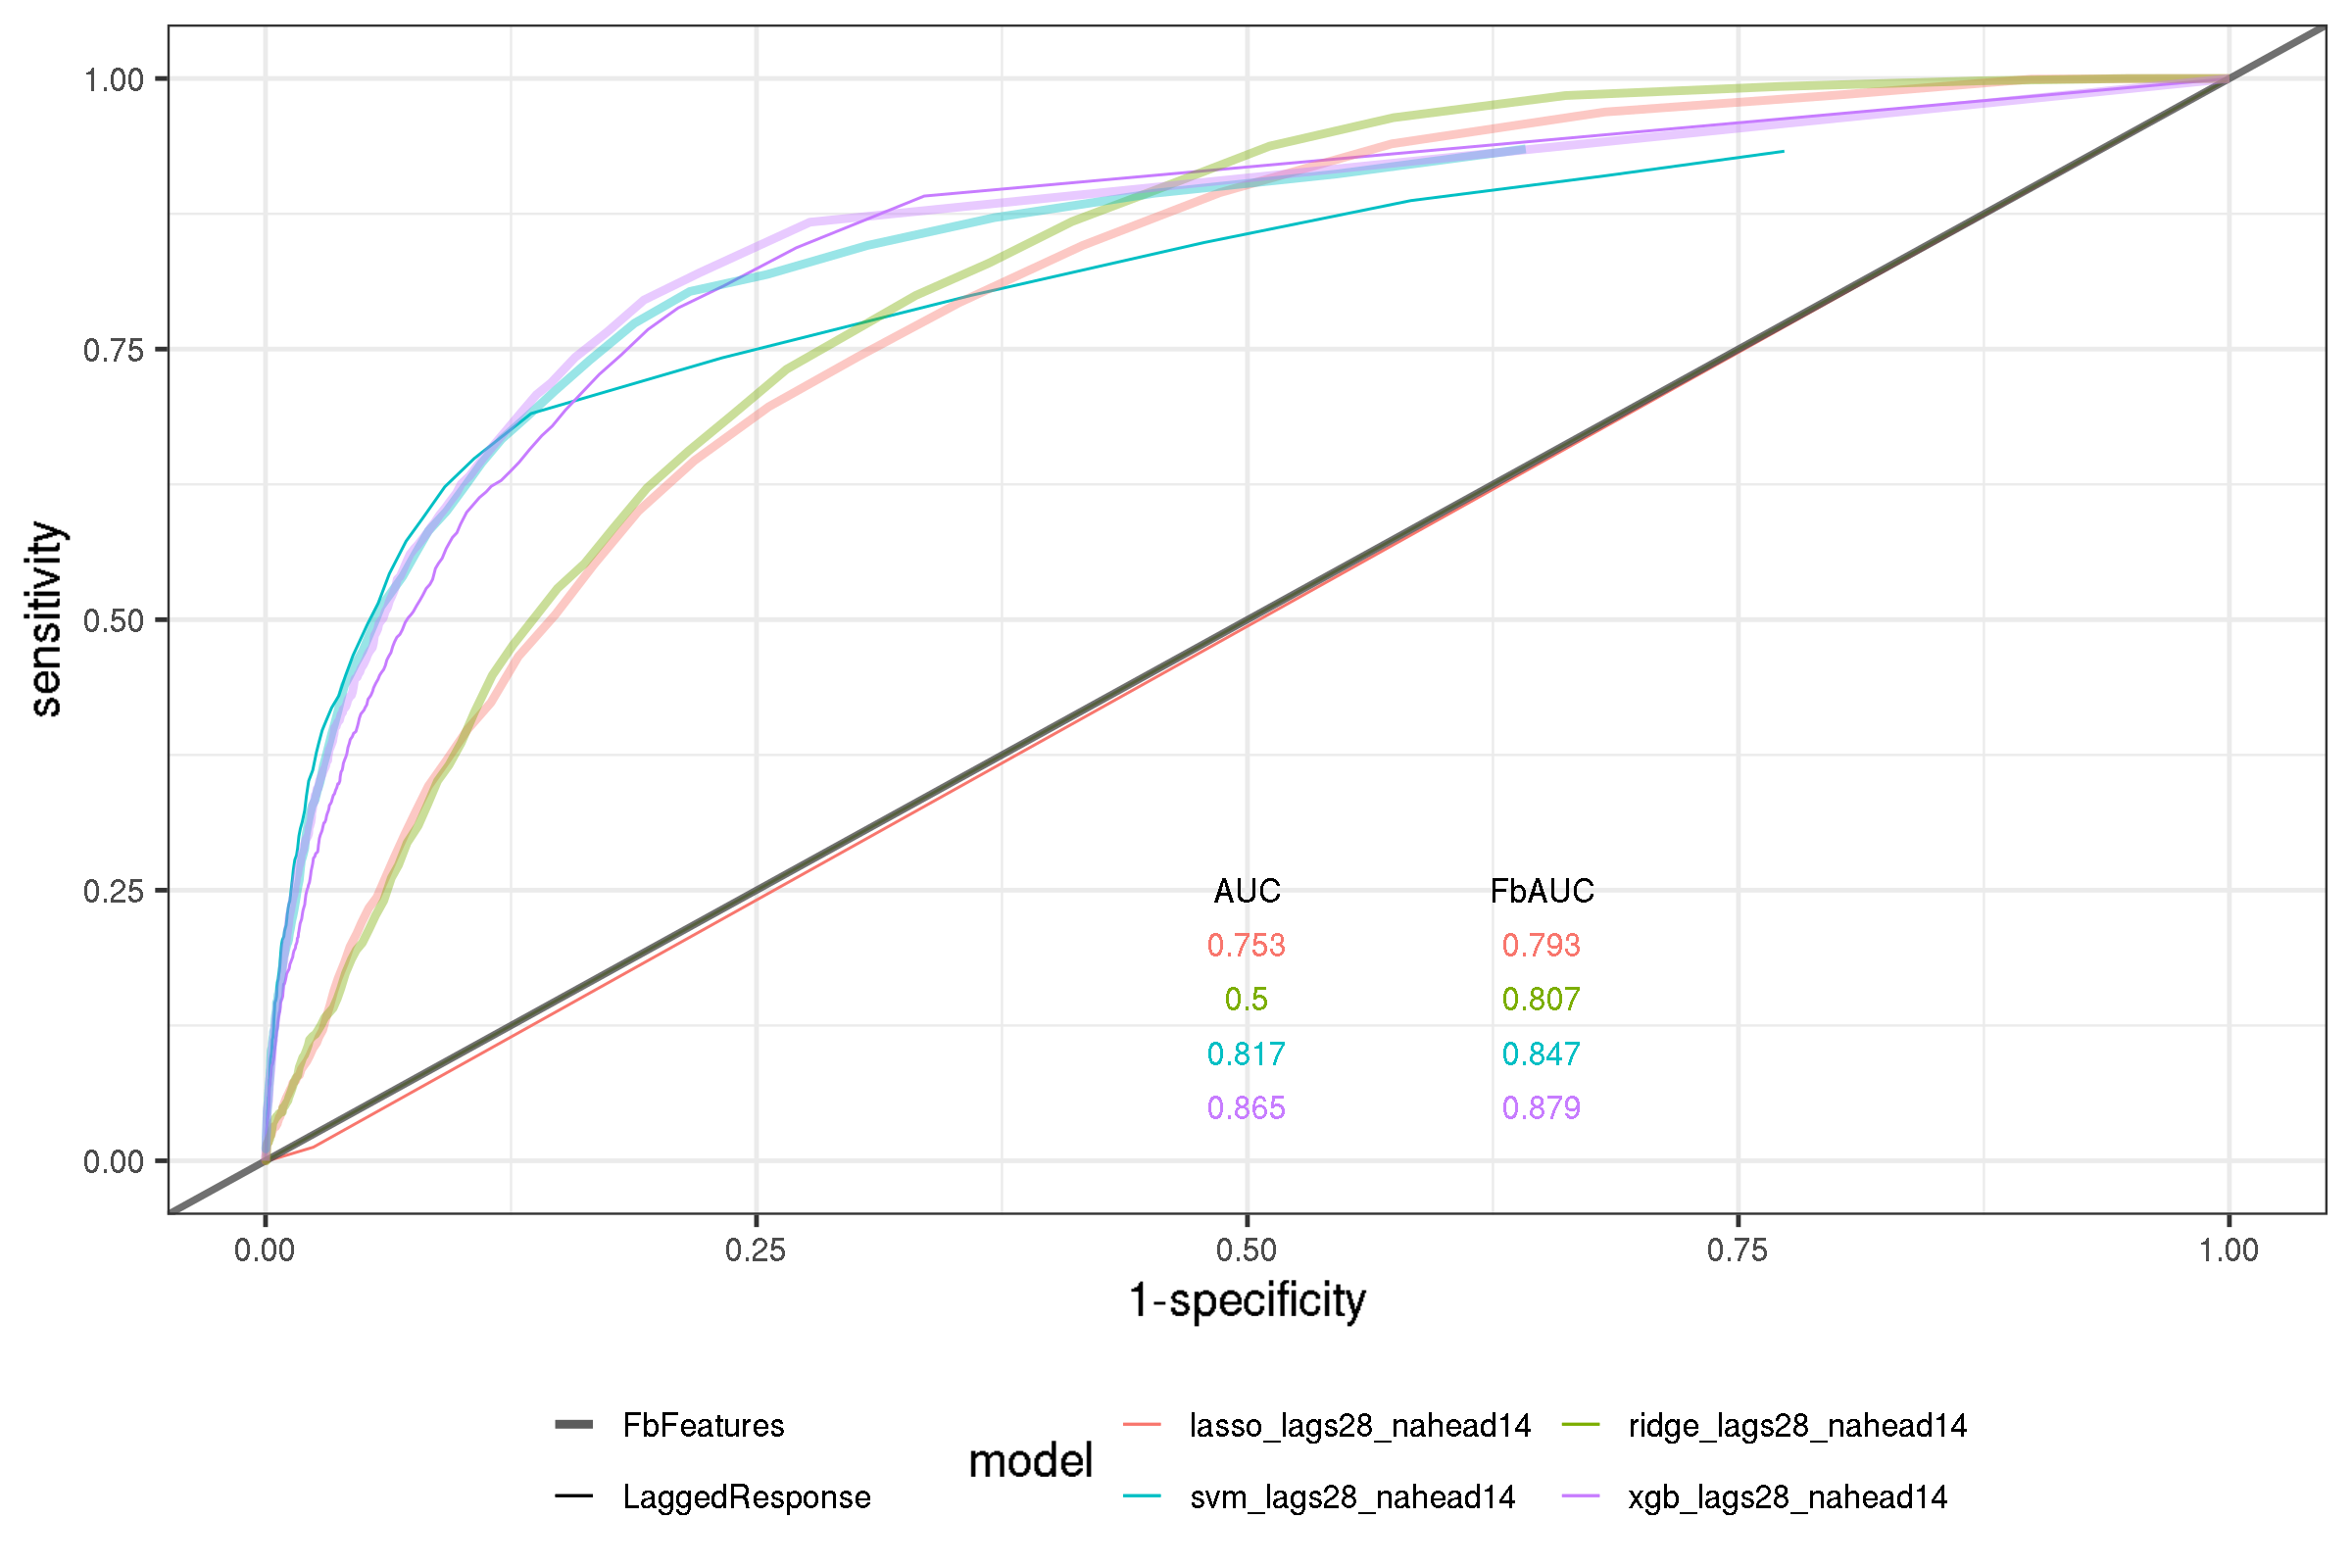 1.00
0.75
0.50
0.25
0.00
sensitivity
AUC FbAUC
0.753 0.793
0.5 0.807
0.817 0.847
0.865 0.879
0.00 0.25 0.50 0.75 1.00
1-specificity
FbFeatures
LaggedResponse
model
lasso_lags28_nahead14 ridge_lags28_nahead14
svm_lags28_nahead14 xgb_lags28_nahead14